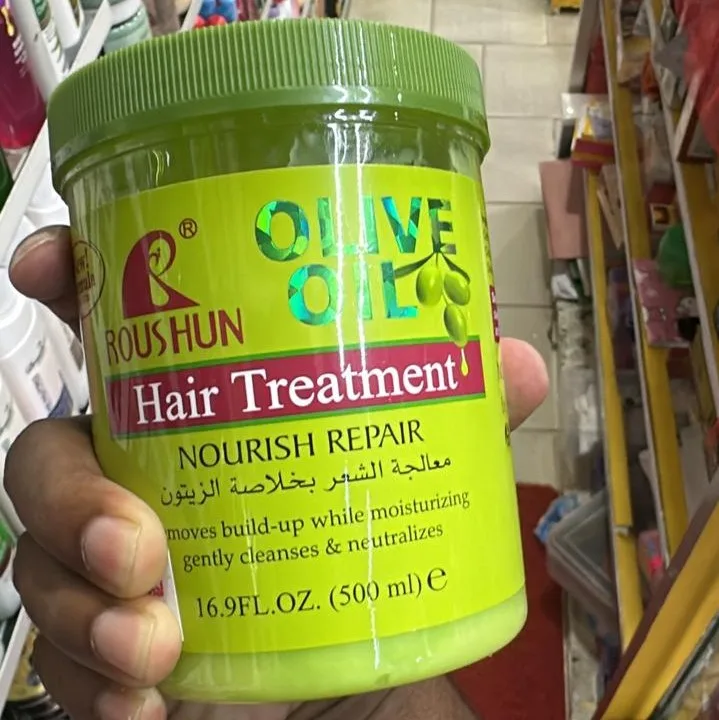 OLIVE
OIL
®
ROUSHUN
Hair Treatment
NOURISH REPAIR
معالجة الشعر بخلاصة الزيتون
moves build-up while moisturizing
gently cleanses & neutralizes
16.9FL.OZ. (500 ml) e